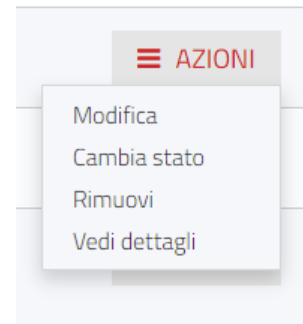 AZIONI
Modifica
Cambia stato
Rimuovi
Vedi dettagli